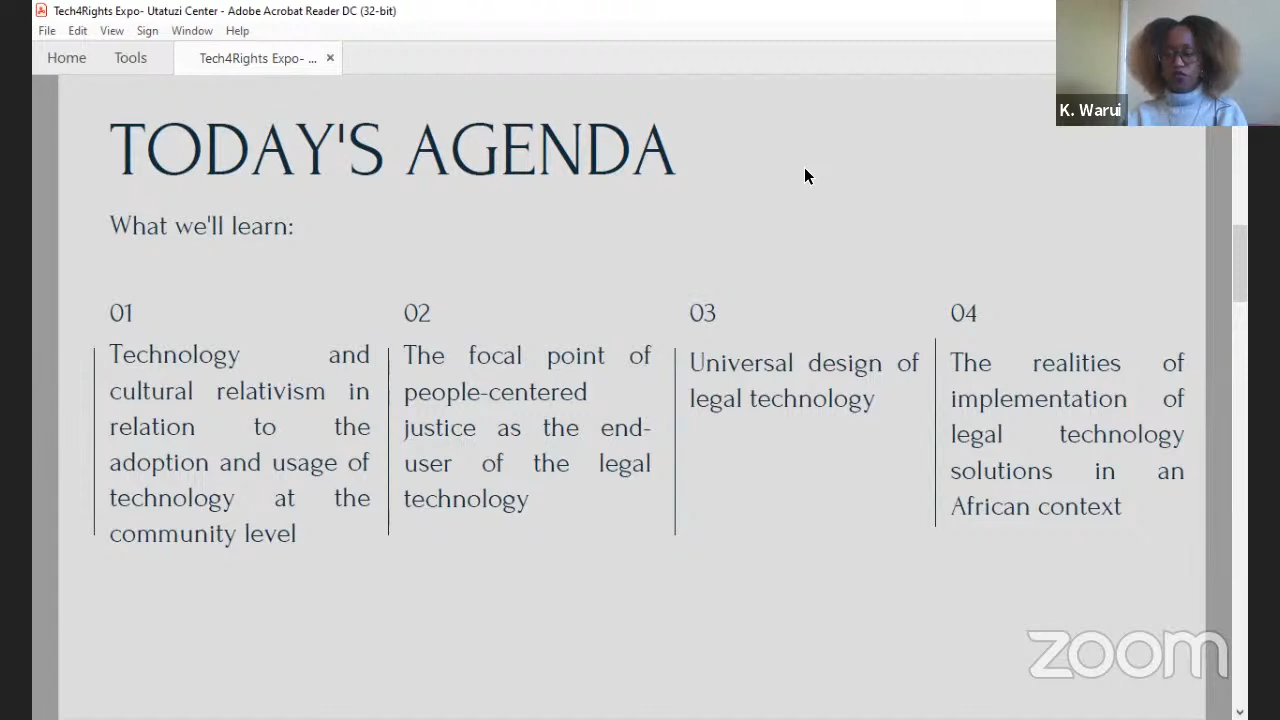 Tech4Rights Expo- Utatuzi Center - Adobe Acrobat Reader DC (32-bit)
File Edit View Sign Window Help
Home Tools Tech4Rights Expo- ... ×
K. Warui
TODAY'S AGENDA
What we'll learn:
01
Technology and
cultural relativism in
relation to the
adoption and usage of
technology at the
community level
02
The focal point of
people-centered
justice as the end-
user of the legal
technology
03
Universal design of
legal technology
04
The realities of
implementation of
legal technology
solutions in an
African context
zoom